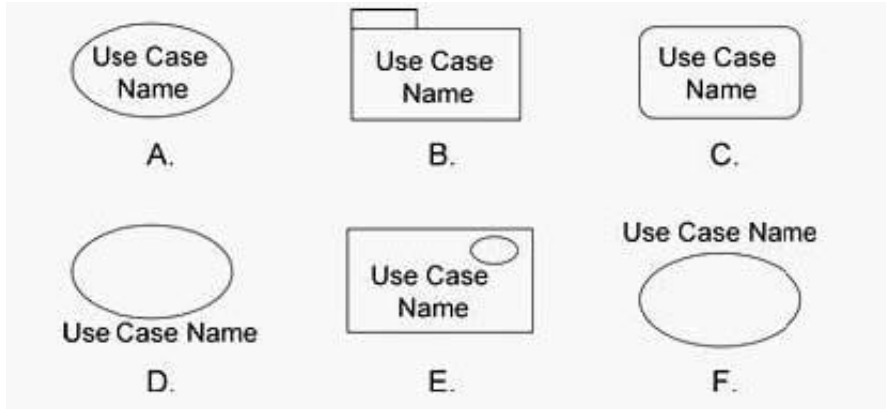 Use Case
Name
Use Case
Name
Use Case
Name
A.
B.
C.
Use Case Name
Use Case
Name
Use Case Name
D.
E.
F.